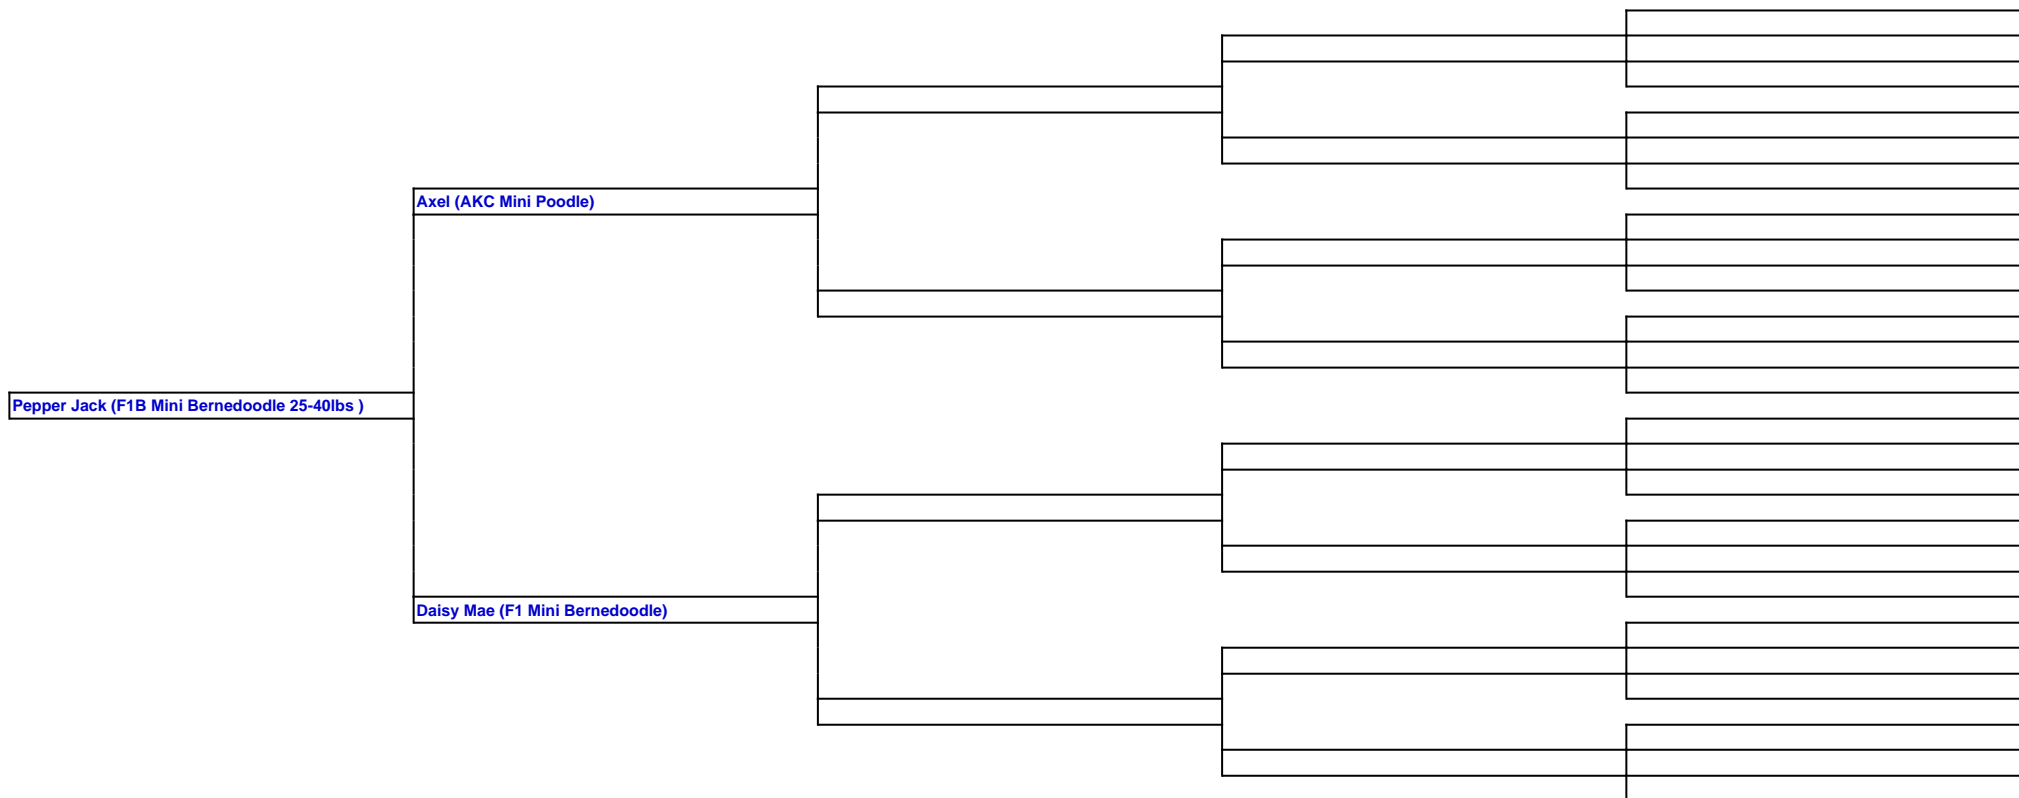 Axel (AKC Mini Poodle)
Pepper Jack (F1B Mini Bernedoodle 25-40lbs )
Daisy Mae (F1 Mini Bernedoodle)